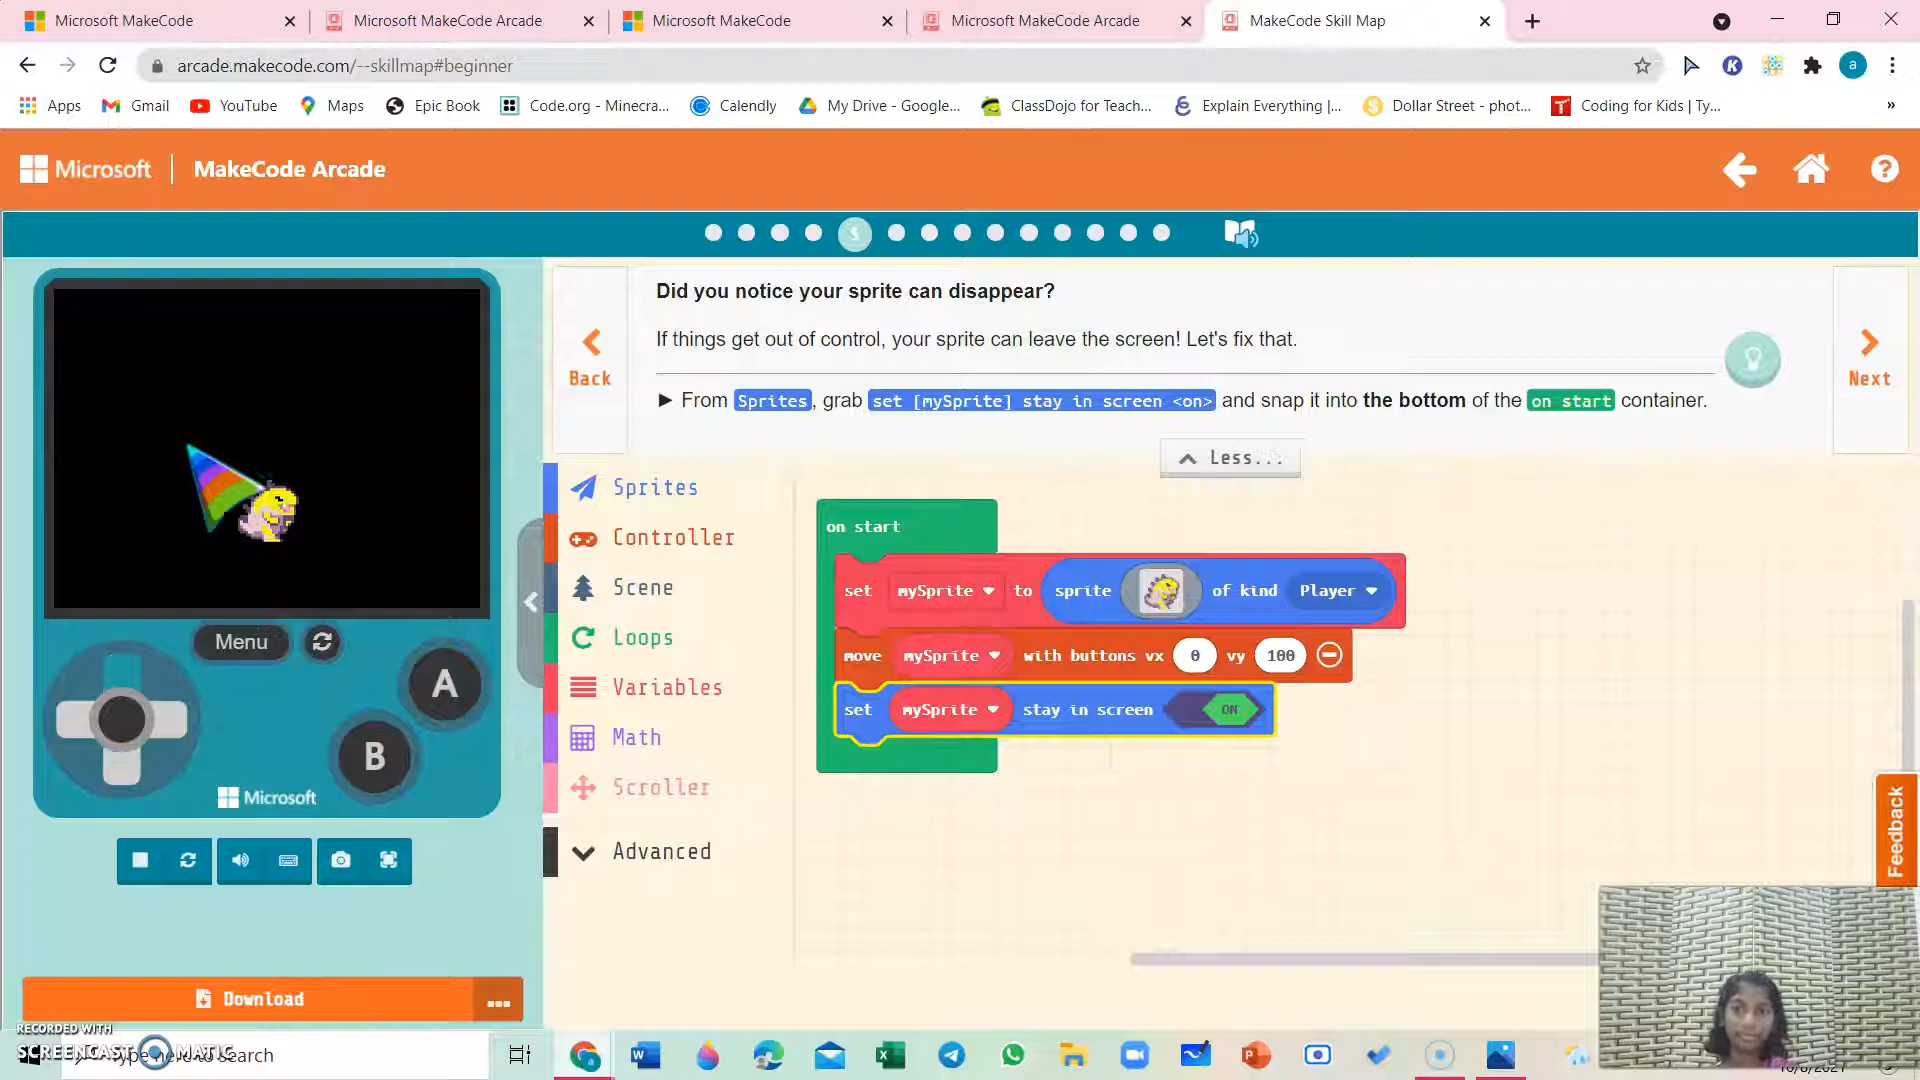 Microsoft MakeCode
Microsoft MakeCode Arcade
Microsoft MakeCode
Microsoft MakeCode Arcade
MakeCode Skill Map
arcade.makecode.com/--skillmap#beginner
a
Apps
Gmail
YouTube
Maps
Epic Book
Code.org - Minecra...
Calendly
My Drive - Google...
ClassDojo for Teach...
Explain Everything |...
Dollar Street - phot...
Coding for Kids | Ty...
»
Microsoft
MakeCode Arcade
5
Did you notice your sprite can disappear?
If things get out of control, your sprite can leave the screen! Let's fix that.
► From Sprites, grab set [mySprite] stay in screen <on> and snap it into the bottom of the on start container.
Back
Next
Less...
Menu
A
B
Microsoft
Sprites
Controller
Scene
Loops
Variables
Math
Scroller
Advanced
on start
set mySprite to sprite of kind Player
move mySprite with buttons vx 0 vy 100
set mySprite stay in screen ON
Feedback
Download
...
RECORDED WITH
SCREENCAST MATIC